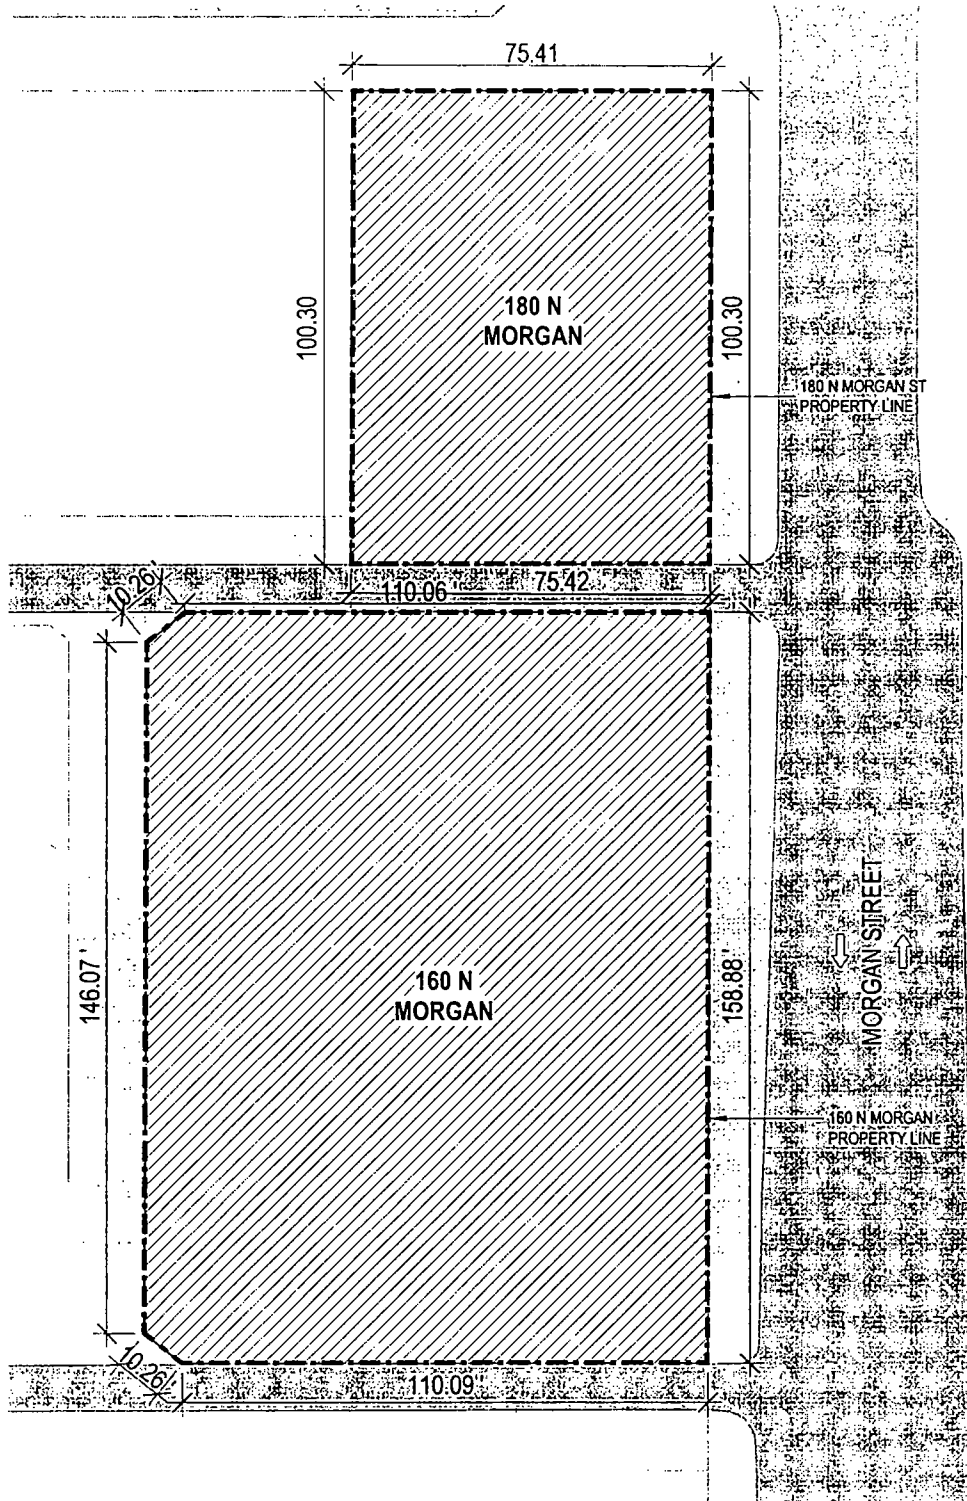 75.41
100.30
180 N
MORGAN
100.30
180 N MORGAN ST
PROPERTY LINE
10.26'
110.06
75.42
146.07'
160 N
MORGAN
158.88'
MORGAN STREET
160 N MORGAN
PROPERTY LINE
10.26'
110.09'